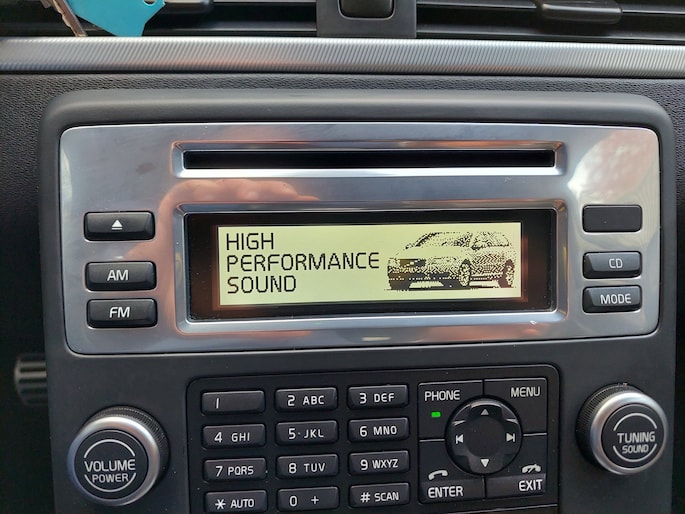 HIGH
PERFORMANCE
SOUND
AM
FM
CD
MODE
1
2 ABC
3 DEF
PHONE
MENU
4 GHI
5·JKL
6 MNO
7 PQRS
8 TUV
9 WXYZ
* AUTO
0 +
# SCAN
ENTER
EXIT
VOLUME
POWER
TUNING
SOUND